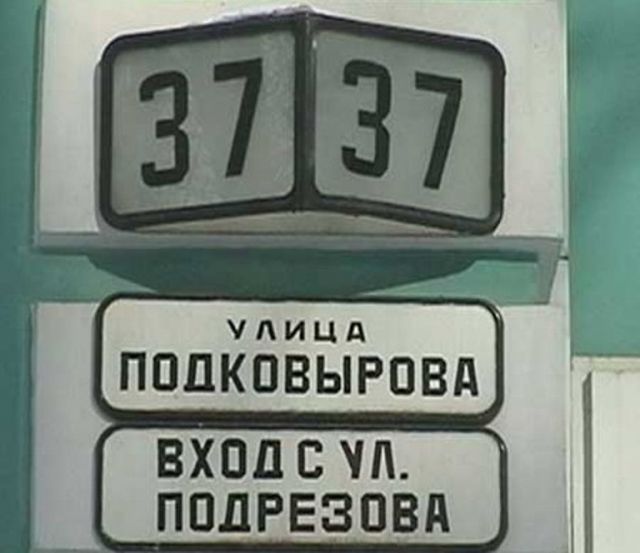 37 37
УЛИЦА
ПОДКОВЫРОВА
ВХОД С УЛ.
ПОДРЕЗОВА